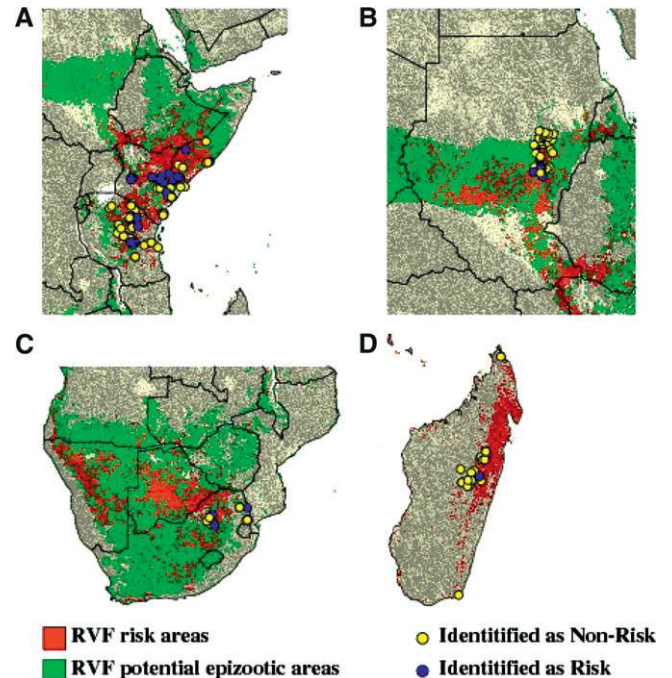 A
B
C
D
RVF risk areas
Identitified as Non-Risk
RVF potential epizootic areas
Identitified as Risk